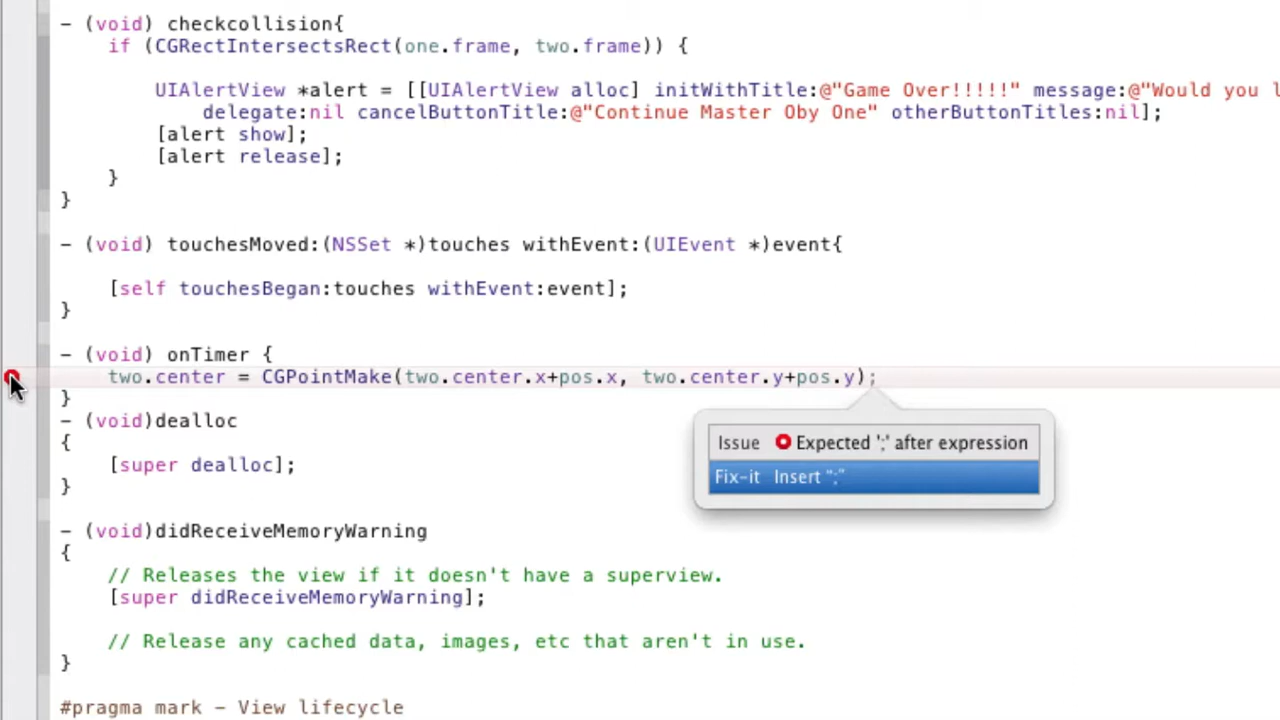 - (void) checkcollision{
if (CGRectIntersectsRect(one.frame, two.frame)) {
UIAlertView *alert = [[UIAlertView alloc] initWithTitle:@"Game Over!!!!!" message:@"Would you l
delegate:nil cancelButtonTitle:@"Continue Master Oby One" otherButtonTitles:nil];
[alert show];
[alert release];
}
}
- (void) touchesMoved:(NSSet *)touches withEvent:(UIEvent *)event{
[self touchesBegan:touches withEvent:event];
}
- (void) onTimer {
two.center = CGPointMake(two.center.x+pos.x, two.center.y+pos.y);
}
- (void)dealloc
{
Issue Expected ';' after expression
[super dealloc];
Fix-it Insert ";"
}
- (void)didReceiveMemoryWarning
{
// Releases the view if it doesn't have a superview.
[super didReceiveMemoryWarning];
// Release any cached data, images, etc that aren't in use.
}
#pragma mark - View lifecycle